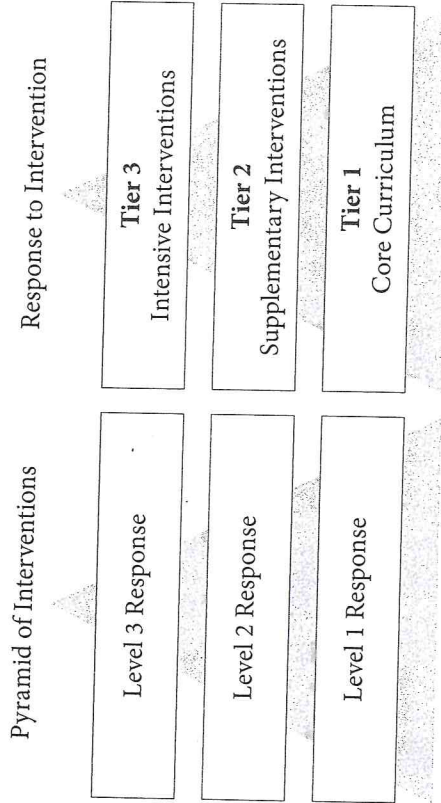 Pyramid of Interventions
Level 3 Response
Level 2 Response
Level 1 Response
Response to Intervention
Tier 3
Intensive Interventions
Tier 2
Supplementary Interventions
Tier 1
Core Curriculum